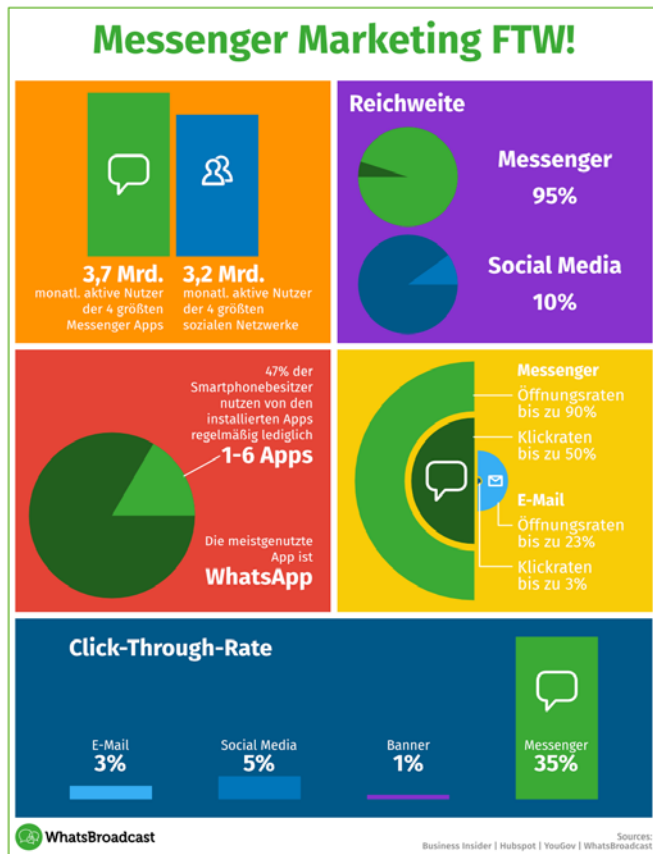 Messenger Marketing FTW!
3,7 Mrd.
monatl. aktive Nutzer
der 4 größten
Messenger Apps
3,2 Mrd.
monatl. aktive Nutzer
der 4 größten
sozialen Netzwerke
Reichweite
Messenger
95%
Social Media
10%
47% der
Smartphonebesitzer
nutzen von den
installierten Apps
regelmäßig lediglich
1-6 Apps
Die meistgenutzte
App ist
WhatsApp
Messenger
Öffnungsraten
bis zu 90%
Klickraten
bis zu 50%
E-Mail
Öffnungsraten
bis zu 23%
Klickraten
bis zu 3%
Click-Through-Rate
E-Mail
3%
Social Media
5%
Banner
1%
Messenger
35%
WhatsBroadcast
Sources:
Business Insider | Hubspot | YouGov | WhatsBroadcast